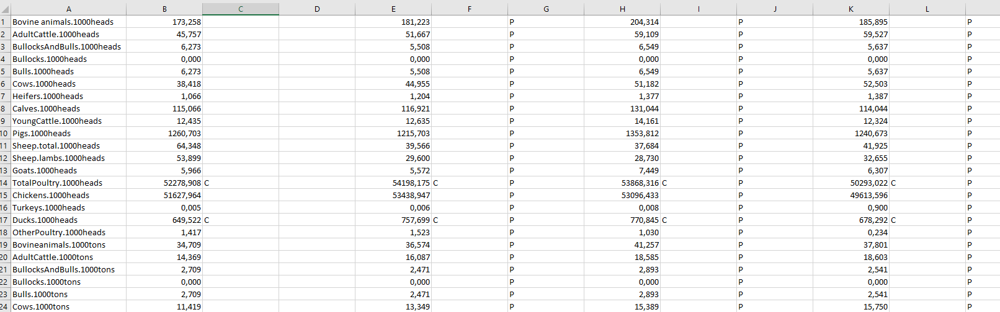 A B C D E F G H I J K L
1 Bovine animals.1000heads 173,258 181,223 P 204,314 P 185,895 P
2 AdultCattle.1000heads 45,757 51,667 P 59,109 P 59,527 P
3 BullocksAndBulls.1000heads 6,273 5,508 P 6,549 P 5,637 P
4 Bullocks.1000heads 0,000 0,000 P 0,000 P 0,000 P
5 Bulls.1000heads 6,273 5,508 P 6,549 P 5,637 P
6 Cows.1000heads 38,418 44,955 P 51,182 P 52,503 P
7 Heifers.1000heads 1,066 1,204 P 1,377 P 1,387 P
8 Calves.1000heads 115,066 116,921 P 131,044 P 114,044 P
9 YoungCattle.1000heads 12,435 12,635 P 14,161 P 12,324 P
10 Pigs.1000heads 1260,703 1215,703 P 1353,812 P 1240,673 P
11 Sheep.total.1000heads 64,348 39,566 P 37,684 P 41,925 P
12 Sheep.lambs.1000heads 53,899 29,600 P 28,730 P 32,655 P
13 Goats.1000heads 5,966 5,572 P 7,449 P 6,307 P
14 TotalPoultry.1000heads 52278,908 C 54198,175 C P 53868,316 C P 50293,022 C P
15 Chickens.1000heads 51627,964 53438,947 P 53096,433 P 49613,596 P
16 Turkeys.1000heads 0,005 0,006 P 0,008 P 0,900 P
17 Ducks.1000heads 649,522 C 757,699 C P 770,845 C P 678,292 C P
18 OtherPoultry.1000heads 1,417 1,523 P 1,030 P 0,234 P
19 Bovineanimals.1000tons 34,709 36,574 P 41,257 P 37,801 P
20 AdultCattle.1000tons 14,369 16,087 P 18,585 P 18,603 P
21 BullocksAndBulls.1000tons 2,709 2,471 P 2,893 P 2,541 P
22 Bullocks.1000tons 0,000 0,000 P 0,000 P 0,000 P
23 Bulls.1000tons 2,709 2,471 P 2,893 P 2,541 P
24 Cows.1000tons 11,419 13,349 P 15,389 P 15,750 P